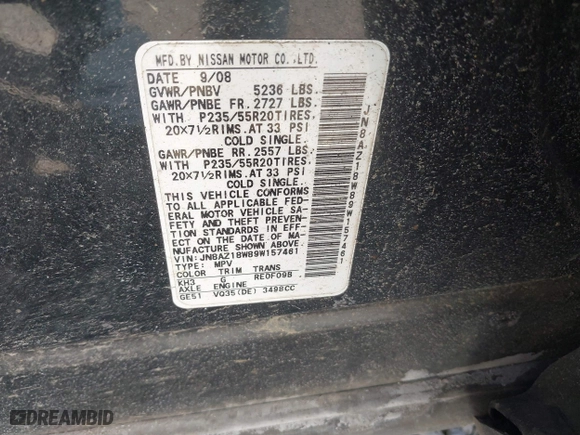 MFD.BY NISSAN MOTOR CO.,LTD.
DATE 9/08
GVWR/PNBV 5236 LBS
GAWR/PNBE FR. 2727 LBS.
WITH P235/55R20TIRES.
20X7½RIMS.AT 33 PSI
COLD SINGLE.
GAWR/PNBE RR. 2557 LBS.
WITH P235/55R20TIRES.
20X7½RIMS.AT 33 PSI
COLD SINGLE.
THIS VEHICLE CONFORMS
TO ALL APPLICABLE FED-
ERAL MOTOR VEHICLE SA-
FETY AND THEFT PREVEN-
TION STANDARDS IN EFF-
ECT ON THE DATE OF MA-
NUFACTURE SHOWN ABOVE.
VIN:JN8AZ18W89W157461
TYPE: MPV
COLOR TRIM TRANS
KH3 G RE0F09B
AXLE ENGINE
GE51 VQ35(DE) 3498CC
JN8AZ18W89W157461
DREAMBID